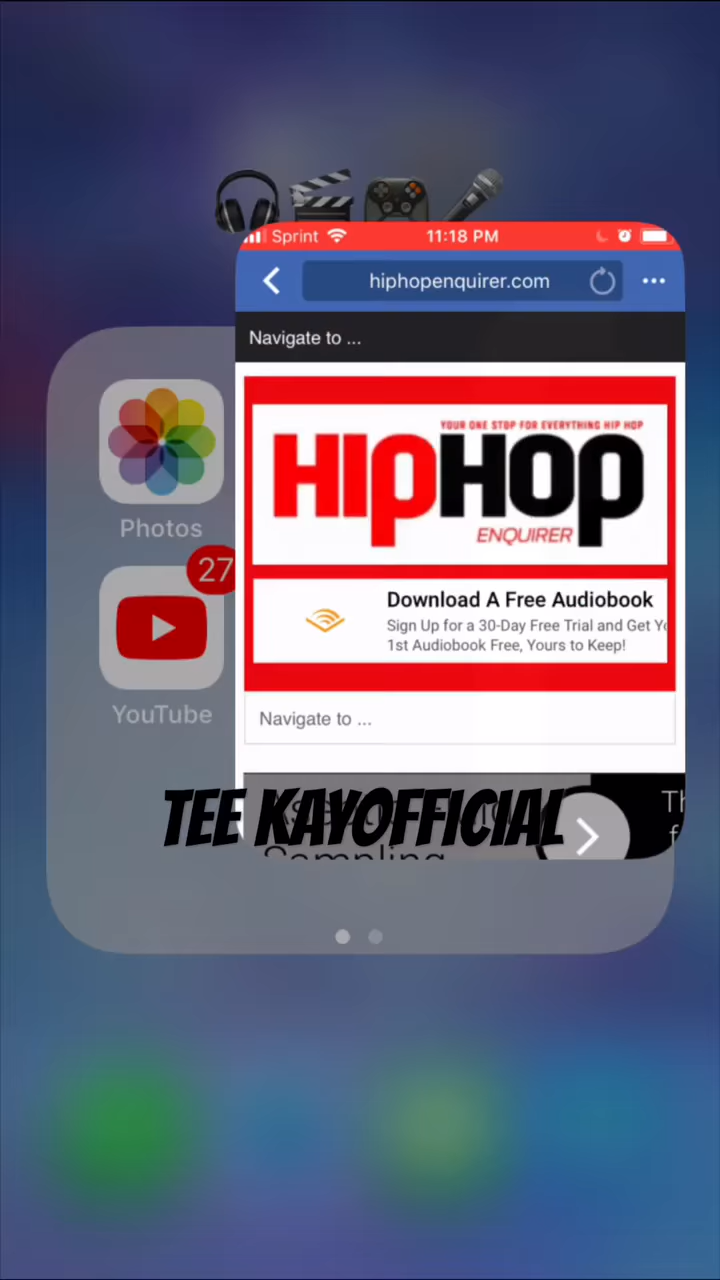 Sprint
11:18 PM
hiphopenquirer.com
Navigate to ...
YOUR ONE STOP FOR EVERYTHING HIP HOP
HIPHOP
ENQUIRER
Photos
27
Download A Free Audiobook
Sign Up for a 30-Day Free Trial and Get Yo
1st Audiobook Free, Yours to Keep!
YouTube
Navigate to ...
TEE KAYOFFICIAL
Sampling